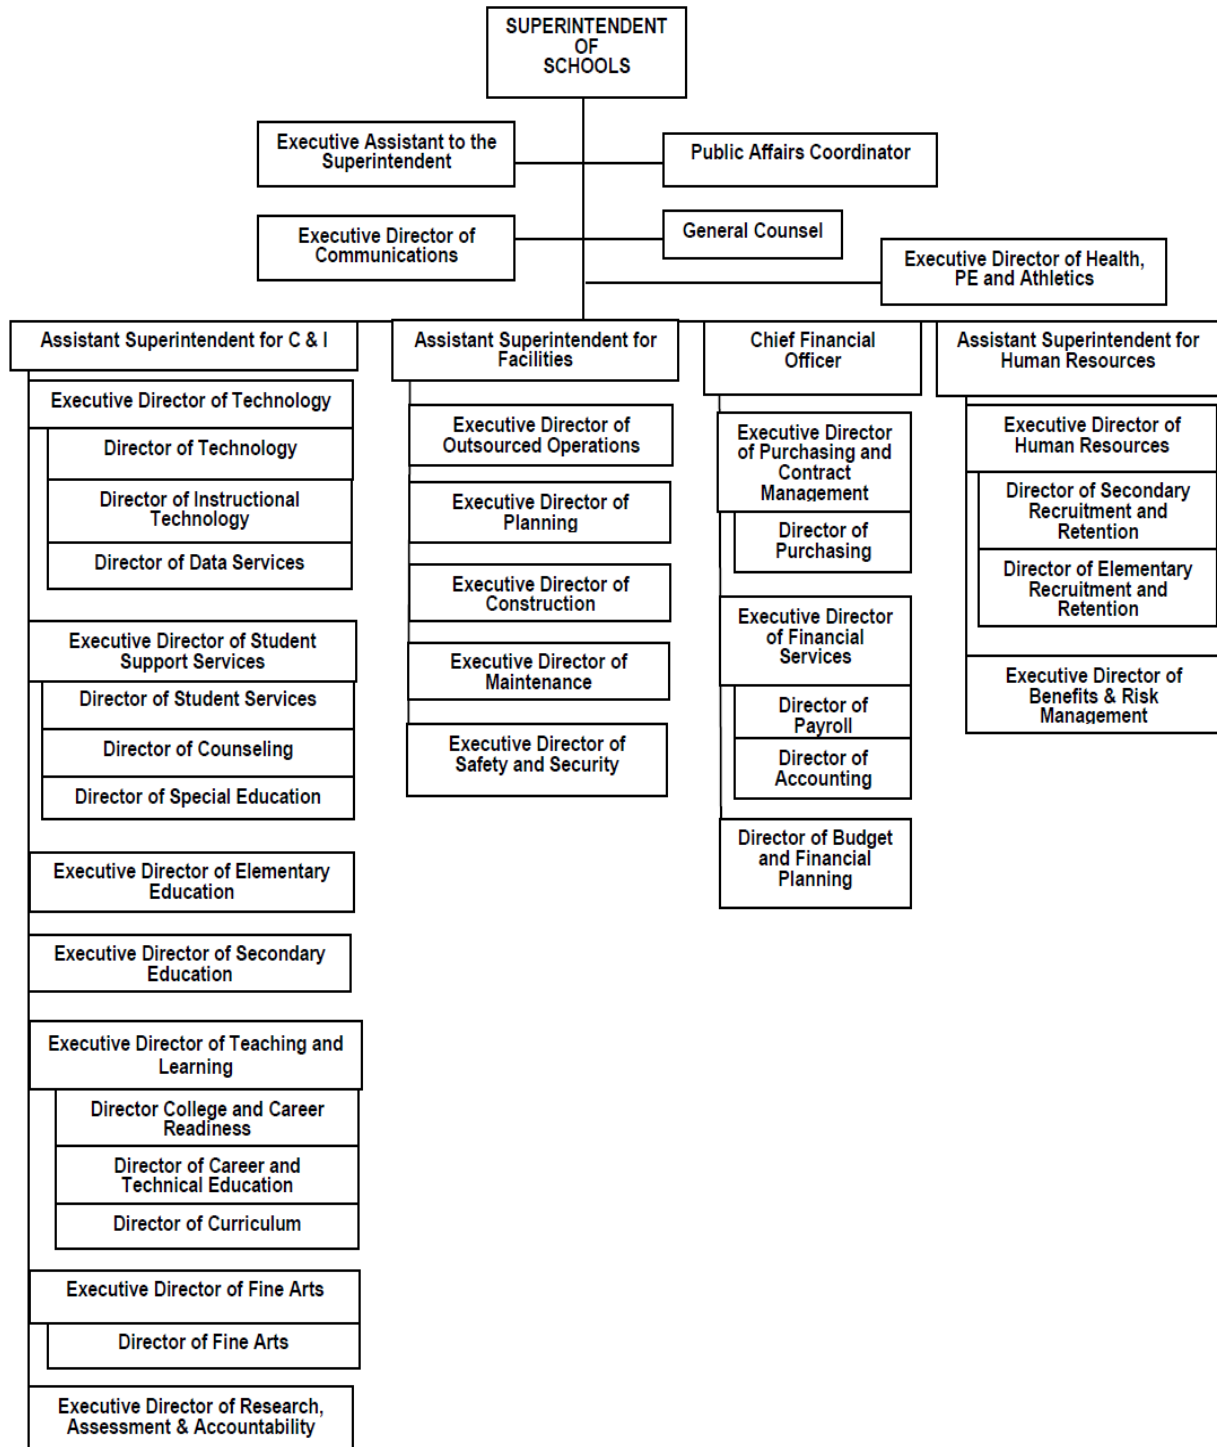 SUPERINTENDENT
OF
SCHOOLS
Executive Assistant to the
Superintendent
Public Affairs Coordinator
Executive Director of
Communications
General Counsel
Executive Director of Health,
PE and Athletics
Assistant Superintendent for C & I
Executive Director of Technology
Director of Technology
Director of Instructional
Technology
Director of Data Services
Executive Director of Student
Support Services
Director of Student Services
Director of Counseling
Director of Special Education
Executive Director of Elementary
Education
Executive Director of Secondary
Education
Executive Director of Teaching and
Learning
Director College and Career
Readiness
Director of Career and
Technical Education
Director of Curriculum
Executive Director of Fine Arts
Director of Fine Arts
Executive Director of Research,
Assessment & Accountability
Assistant Superintendent for
Facilities
Executive Director of
Outsourced Operations
Executive Director of
Planning
Executive Director of
Construction
Executive Director of
Maintenance
Executive Director of
Safety and Security
Chief Financial
Officer
Executive Director
of Purchasing and
Contract
Management
Director of
Purchasing
Executive Director
of Financial
Services
Director of
Payroll
Director of
Accounting
Director of Budget
and Financial
Planning
Assistant Superintendent for
Human Resources
Executive Director of
Human Resources
Director of Secondary
Recruitment and
Retention
Director of Elementary
Recruitment and
Retention
Executive Director of
Benefits & Risk
Management